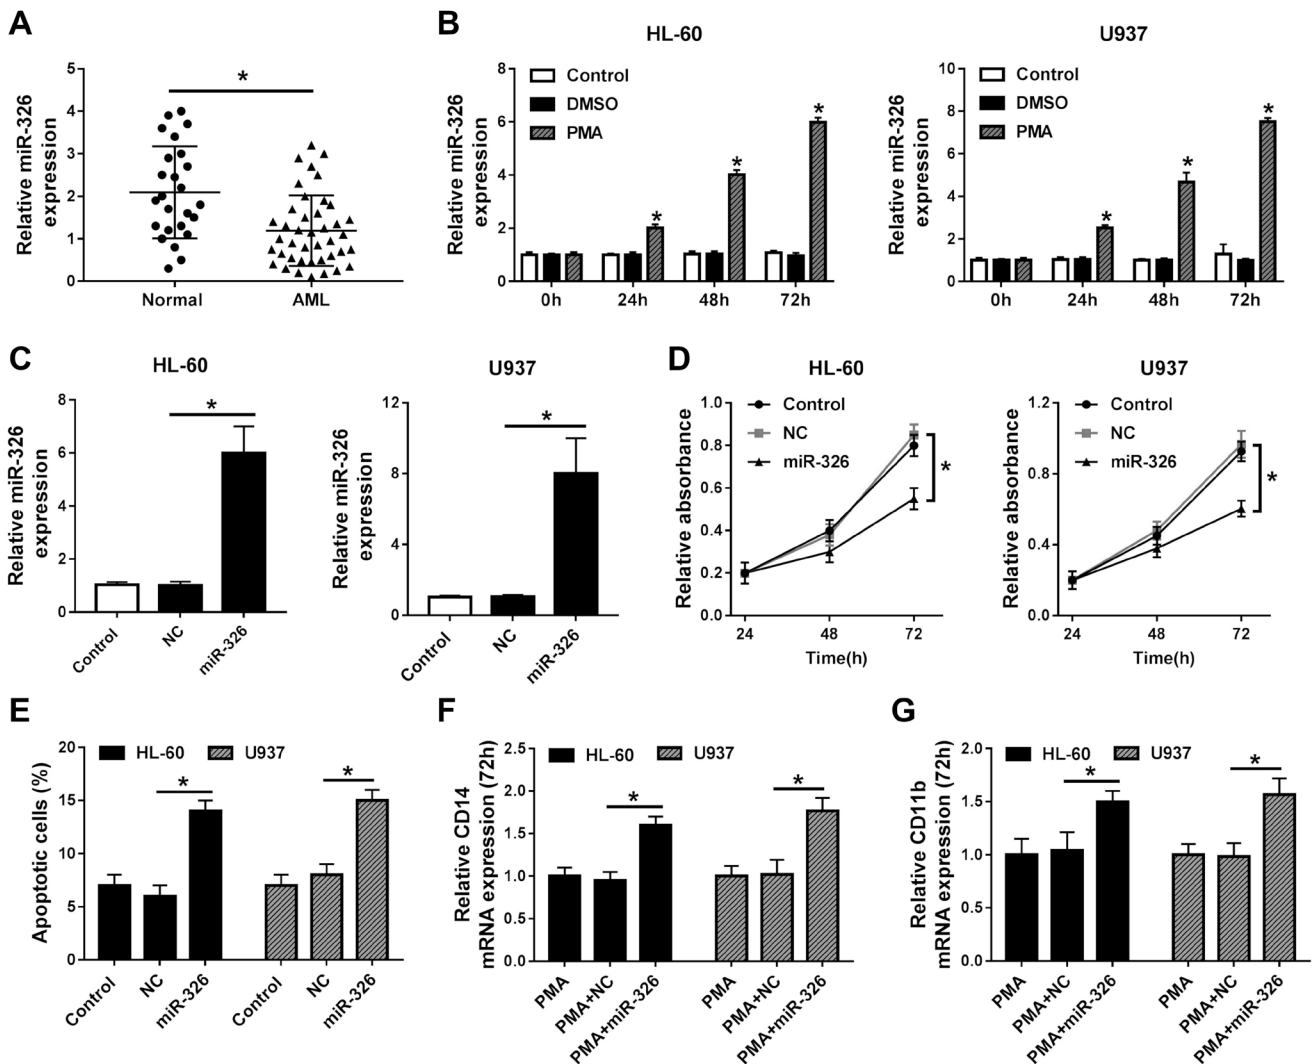 A
Relative miR-326
expression
5
4
3
2
1
0
*
Normal
AML
B
HL-60
Relative miR-326
expression
8
6
4
2
0
Control
DMSO
PMA
*
*
*
0h
24h
48h
72h
U937
Relative miR-326
expression
10
8
6
4
2
0
Control
DMSO
PMA
*
*
*
0h
24h
48h
72h
C
HL-60
Relative miR-326
expression
8
6
4
2
0
*
Control
NC
miR-326
U937
Relative miR-326
expression
12
8
4
0
*
Control
NC
miR-326
D
HL-60
Relative absorbance
1.0
0.8
0.6
0.4
0.2
0.0
Control
NC
miR-326
*
24
48
72
Time(h)
U937
Relative absorbance
1.2
0.8
0.4
0.0
Control
NC
miR-326
*
24
48
72
Time(h)
E
Apoptotic cells (%)
20
15
10
5
0
HL-60
U937
*
*
Control
NC
miR-326
Control
NC
miR-326
F
Relative CD14
mRNA expression (72h)
2.5
2.0
1.5
1.0
0.5
0.0
HL-60
U937
*
*
PMA
PMA+NC
PMA+miR-326
PMA
PMA+NC
PMA+miR-326
G
Relative CD11b
mRNA expression (72h)
2.0
1.5
1.0
0.5
0.0
HL-60
U937
*
*
PMA
PMA+NC
PMA+miR-326
PMA
PMA+NC
PMA+miR-326